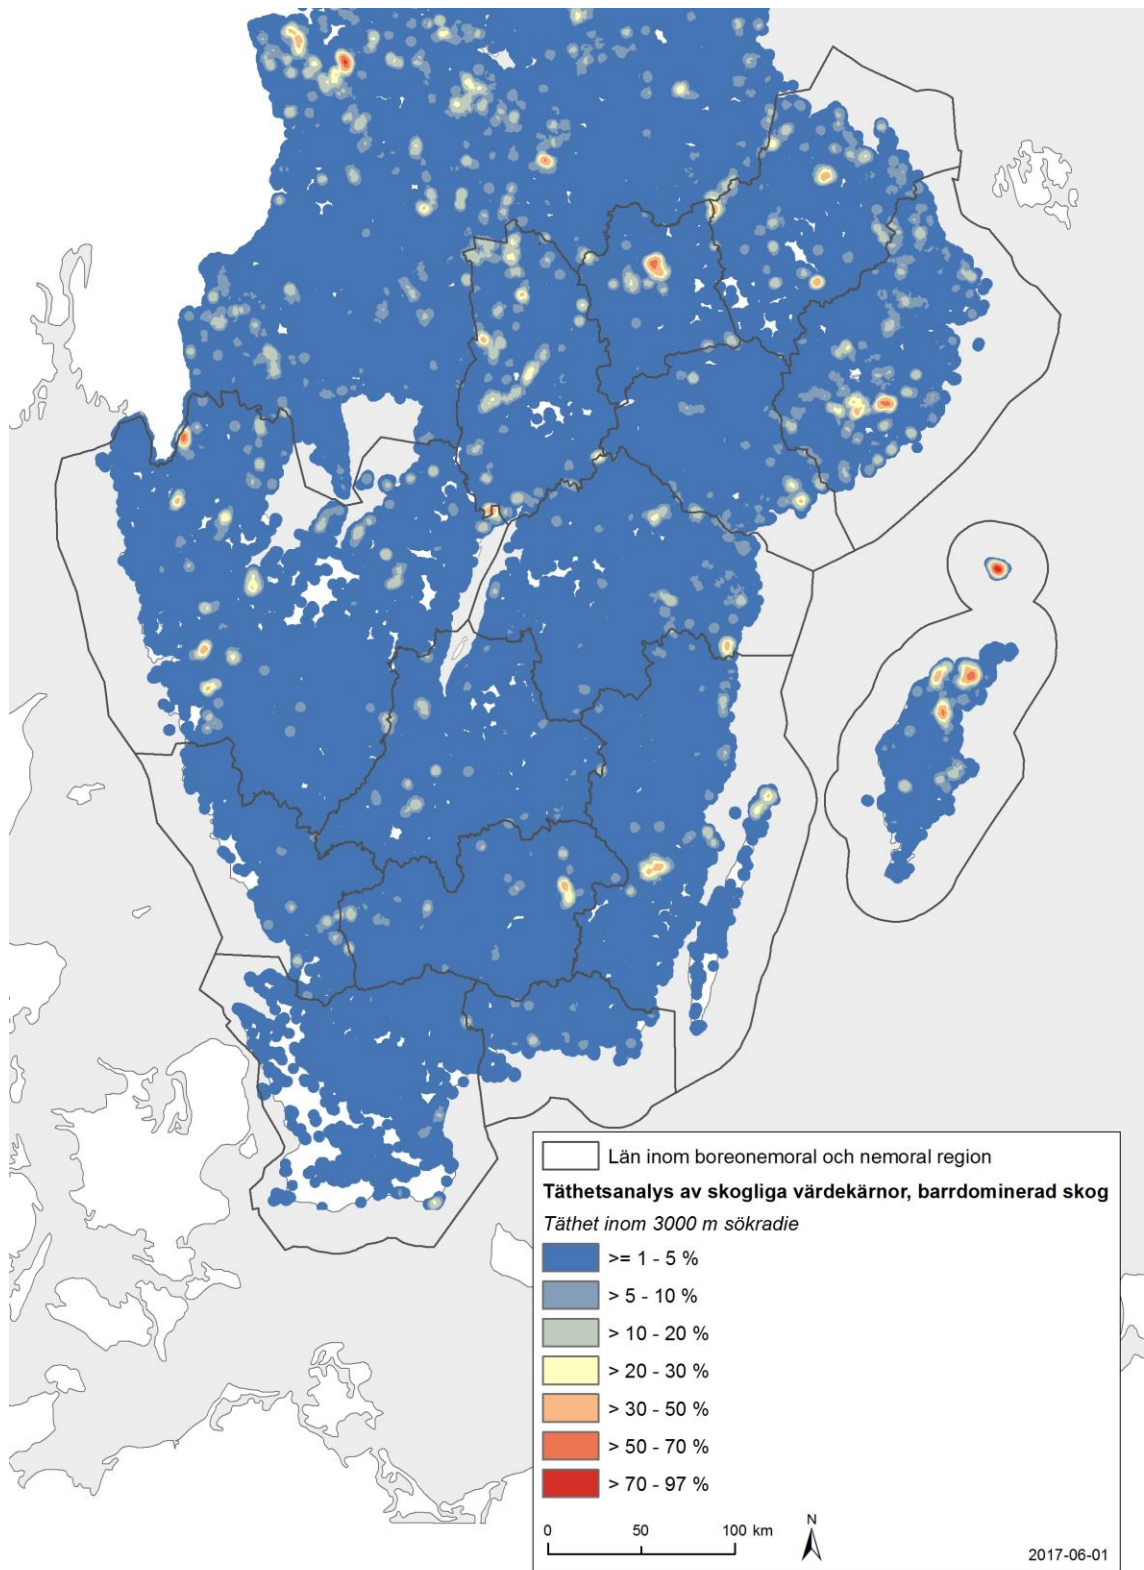 Län inom boreonemoral och nemoral region
Täthetsanalys av skogliga värdekärnor, barrdominerad skog
Täthet inom 3000 m sökradie
>= 1 - 5 %
> 5 - 10 %
> 10 - 20 %
> 20 - 30 %
> 30 - 50 %
> 50 - 70 %
> 70 - 97 %
0 50 100 km
N
2017-06-01